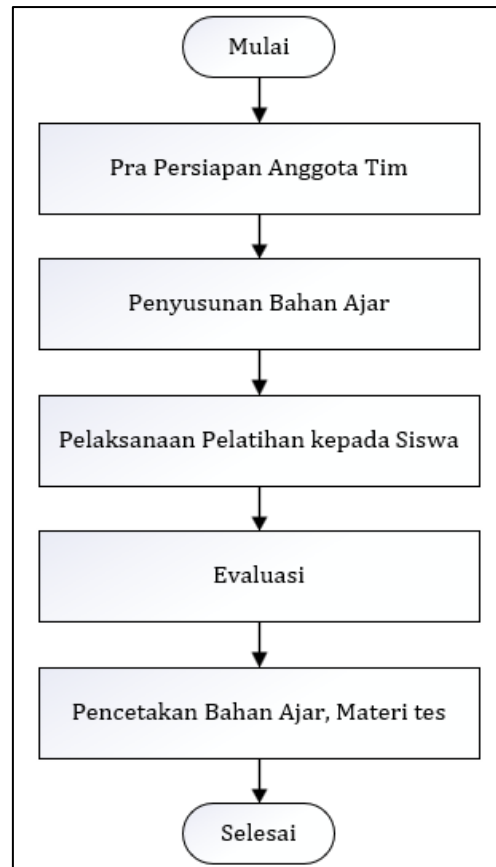 Mulai
Pra Persiapan Anggota Tim
Penyusunan Bahan Ajar
Pelaksanaan Pelatihan kepada Siswa
Evaluasi
Pencetakan Bahan Ajar, Materi tes
Selesai